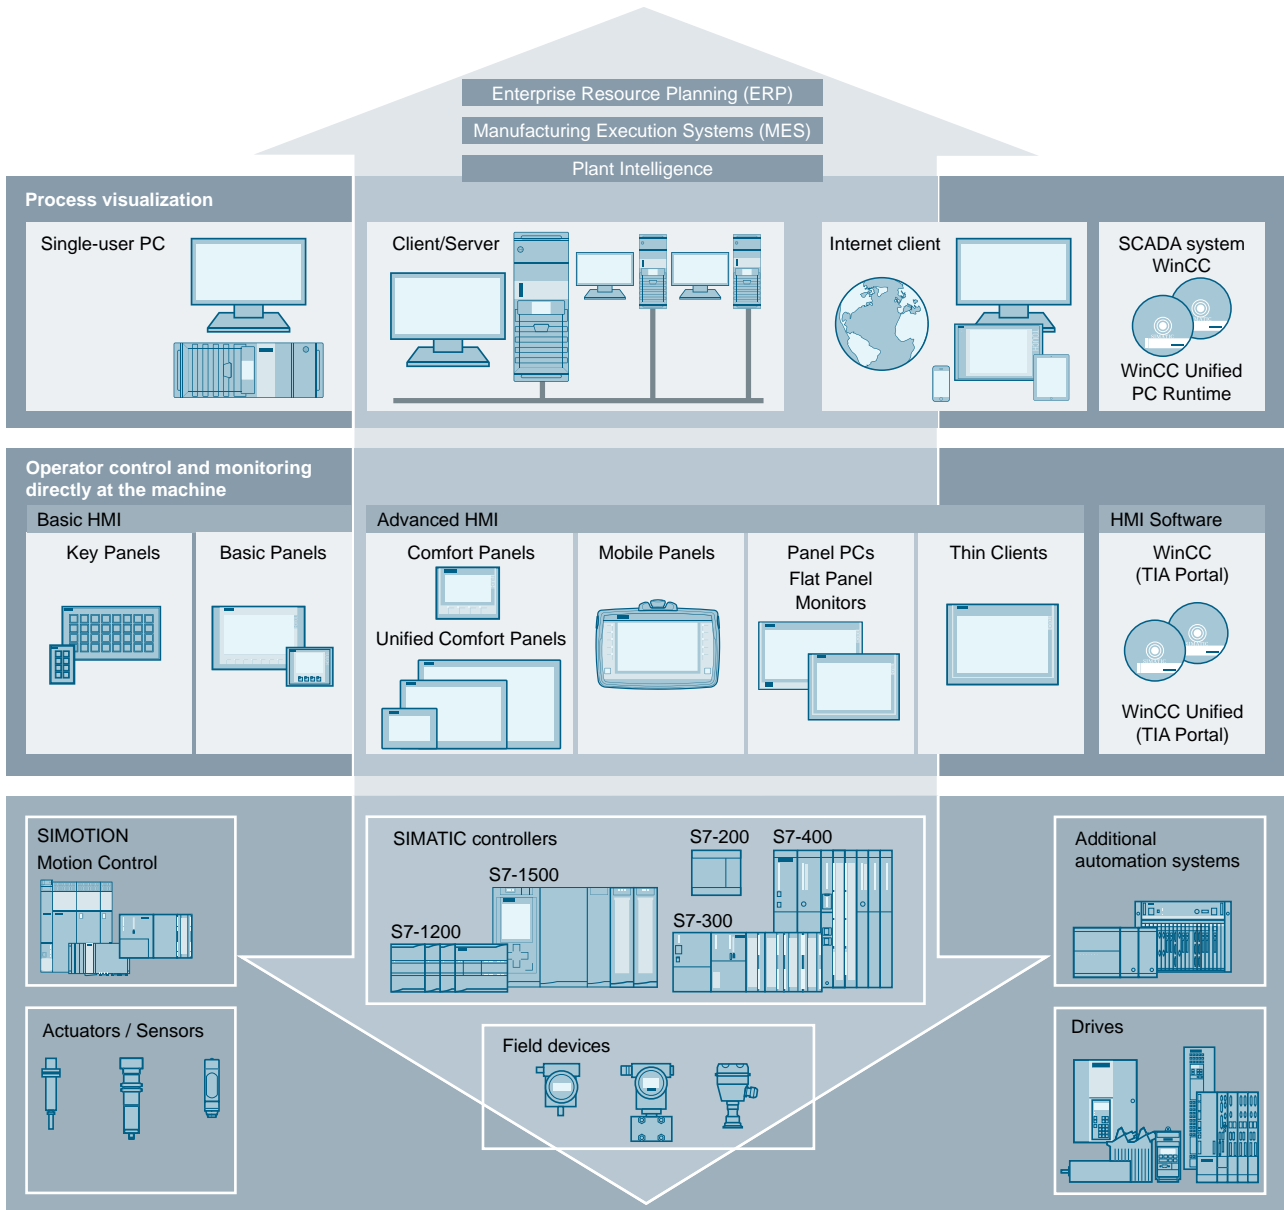 Enterprise Resource Planning (ERP)
Manufacturing Execution Systems (MES)
Plant Intelligence
Process visualization
Single-user PC
Client/Server
Internet client
SCADA system
WinCC
WinCC Unified
PC Runtime
Operator control and monitoring
directly at the machine
Basic HMI
Key Panels
Basic Panels
Advanced HMI
Comfort Panels
Unified Comfort Panels
Mobile Panels
Panel PCs
Flat Panel
Monitors
Thin Clients
HMI Software
WinCC
(TIA Portal)
WinCC Unified
(TIA Portal)
SIMOTION
Motion Control
SIMATIC controllers
S7-200
S7-400
S7-1500
S7-300
S7-1200
Additional
automation systems
Actuators / Sensors
Field devices
Drives